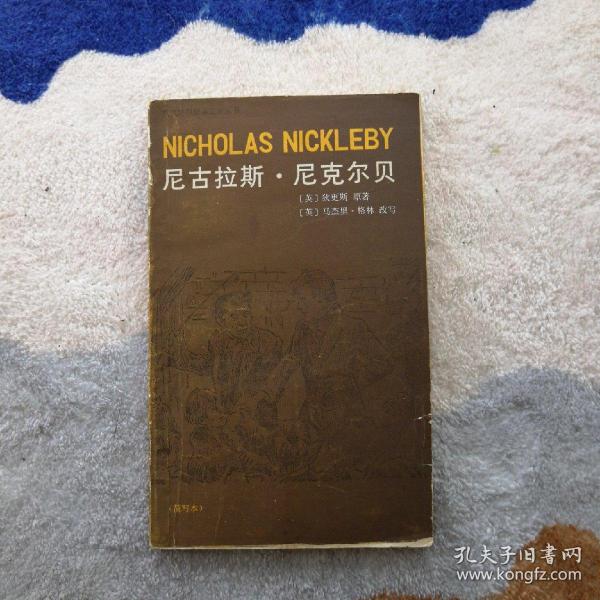 NICHOLAS NICKLEBY
尼古拉斯·尼克尔贝
〔英〕狄更斯 原著
〔英〕马杰里·格林 改写
（简写本）
孔夫子旧书网
www.kongfz.com